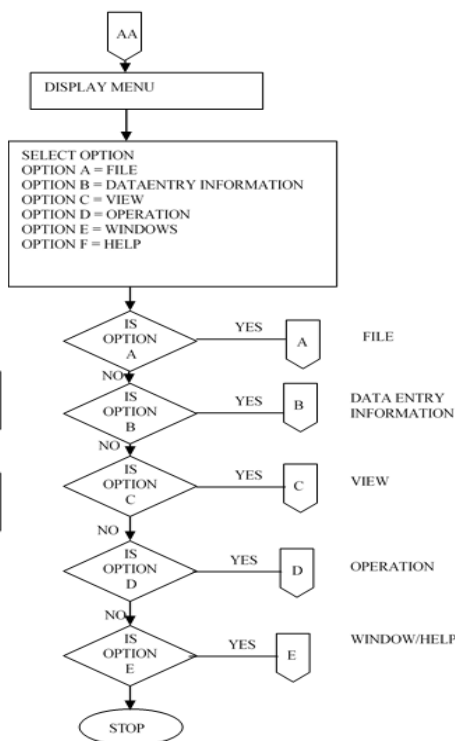 AA
DISPLAY MENU
SELECT OPTION
OPTION A = FILE
OPTION B = DATAENTRY INFORMATION
OPTION C = VIEW
OPTION D = OPERATION
OPTION E = WINDOWS
OPTION F = HELP
IS
OPTION
A
YES
A
FILE
NO
IS
OPTION
B
YES
B
DATA ENTRY
INFORMATION
NO
IS
OPTION
C
YES
C
VIEW
NO
IS
OPTION
D
YES
D
OPERATION
NO
IS
OPTION
E
YES
E
WINDOW/HELP
STOP